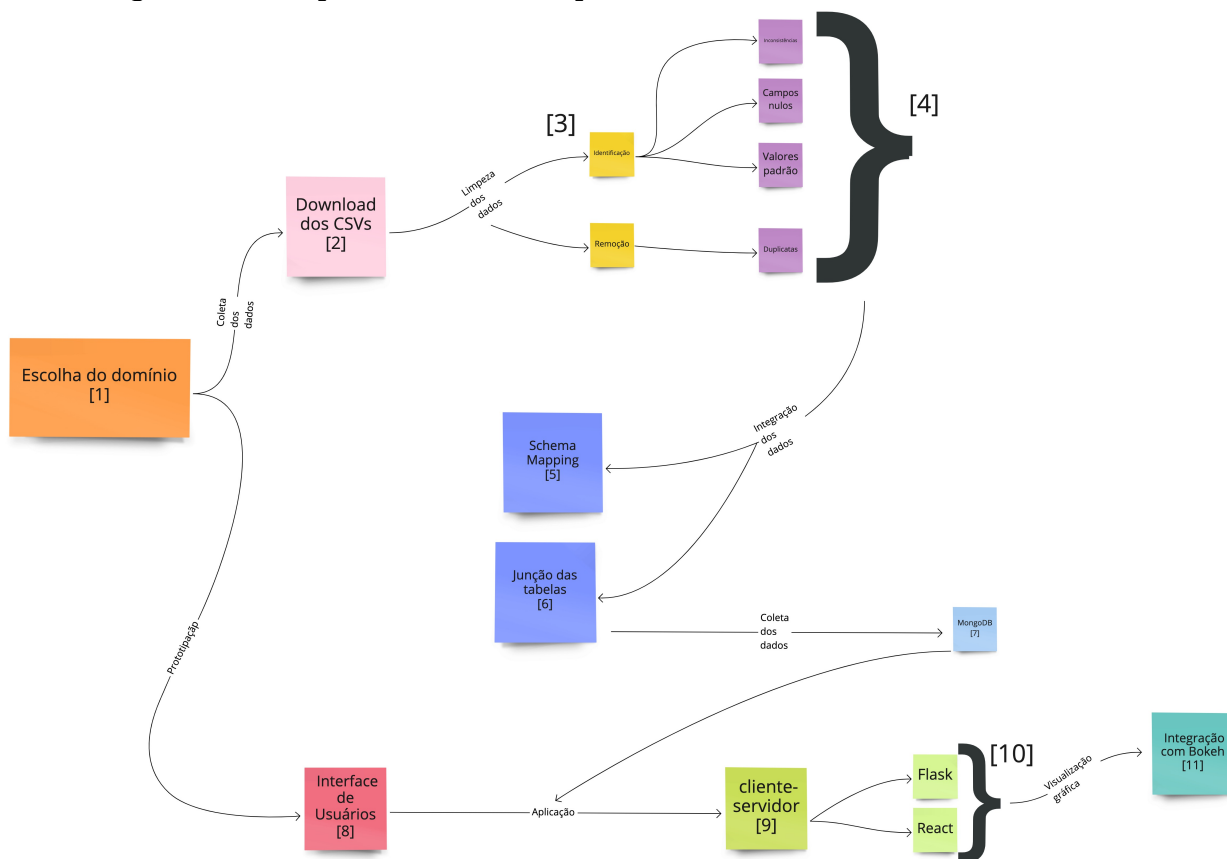 Inconsistências
Campos
nulos
[4]
[3]
Identificação
Valores
padrão
Limpeza
dos
dados
Download
dos CSVs
[2]
Remoção
Duplicatas
Coleta
dos
dados
Escolha do domínio
[1]
Integração
dos
dados
Schema
Mapping
[5]
Junção das
tabelas
[6]
Coleta
dos
dados
MongoDB
[7]
Prototipaçãp
Interface
de
Usuários
[8]
Aplicação
cliente-
servidor
[9]
Flask
React
[10]
Visualização
gráfica
Integração
com Bokeh
[11]